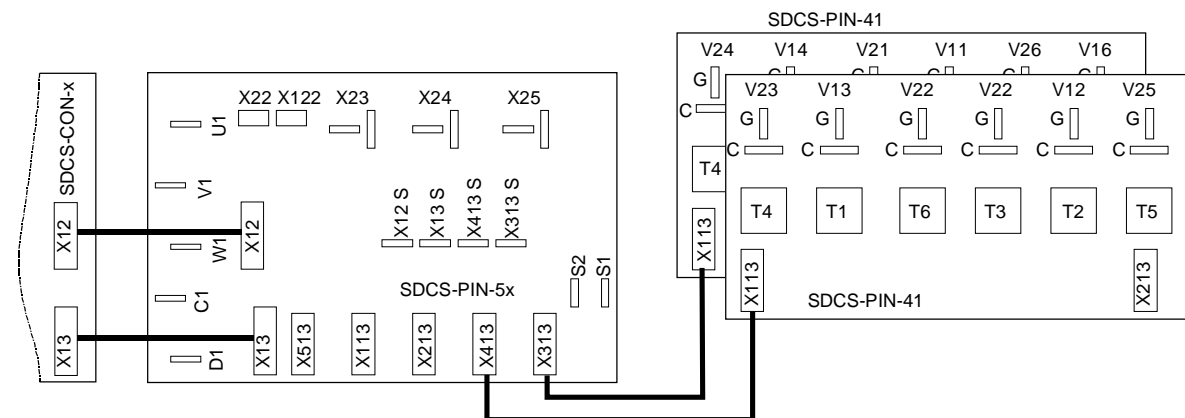 SDCS-PIN-41
V24 V14 V21 V11 V26 V16
G G G G G G
C
T4
X113
V23 V13 V22 V22 V12 V25
G G G G G G
C C C C C C
T4 T1 T6 T3 T2 T5
X113 X213
SDCS-PIN-41
SDCS-CON-x
X12
X13
X22 X122 X23 X24 X25
U1
V1
W1
C1
D1
X12
X12 S X13 S X413 S X313 S
S2 S1
SDCS-PIN-5x
X13 X513 X113 X213 X413 X313